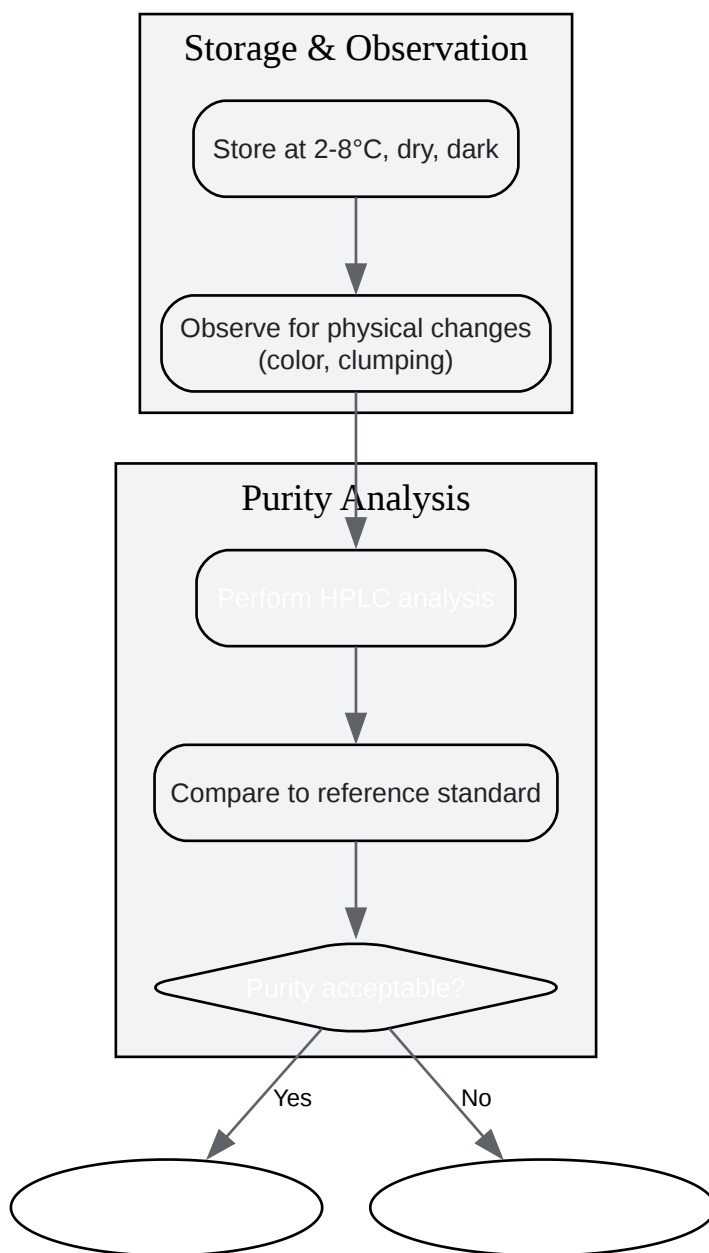 Storage & Observation
Store at 2-8°C, dry, dark
Observe for physical changes
(color, clumping)
Purity Analysis
Perform HPLC analysis
Compare to reference standard
Purity acceptable?
Yes
No